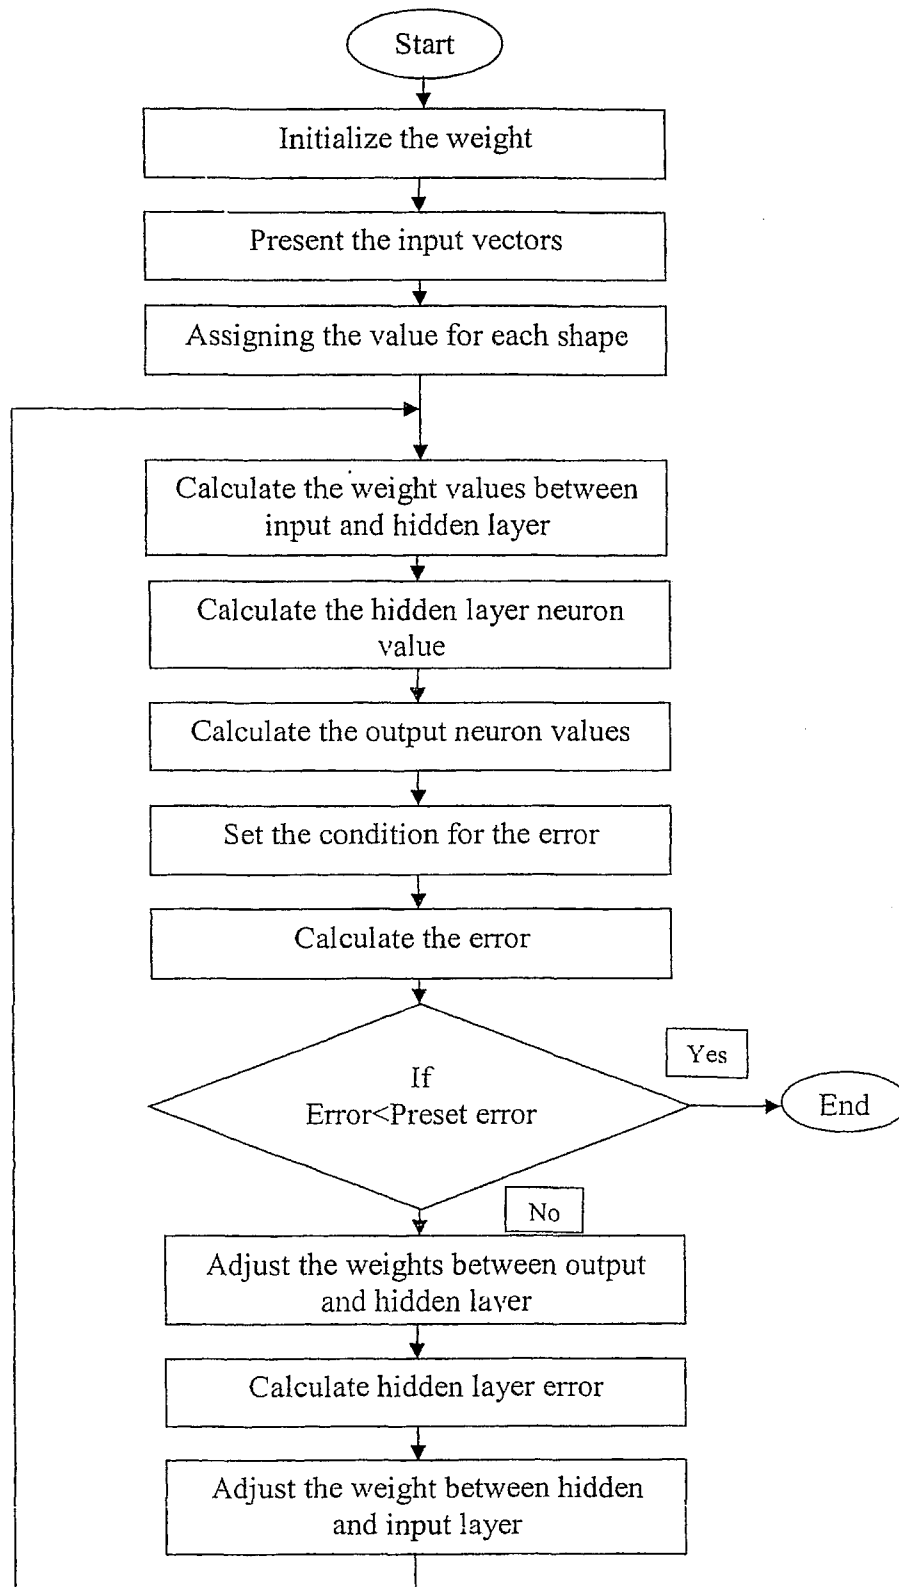 Start
Initialize the weight
Present the input vectors
Assigning the value for each shape
Calculate the weight values between
input and hidden layer
Calculate the hidden layer neuron
value
Calculate the output neuron values
Set the condition for the error
Calculate the error
If
Error<Preset error
Yes
End
No
Adjust the weights between output
and hidden layer
Calculate hidden layer error
Adjust the weight between hidden
and input layer